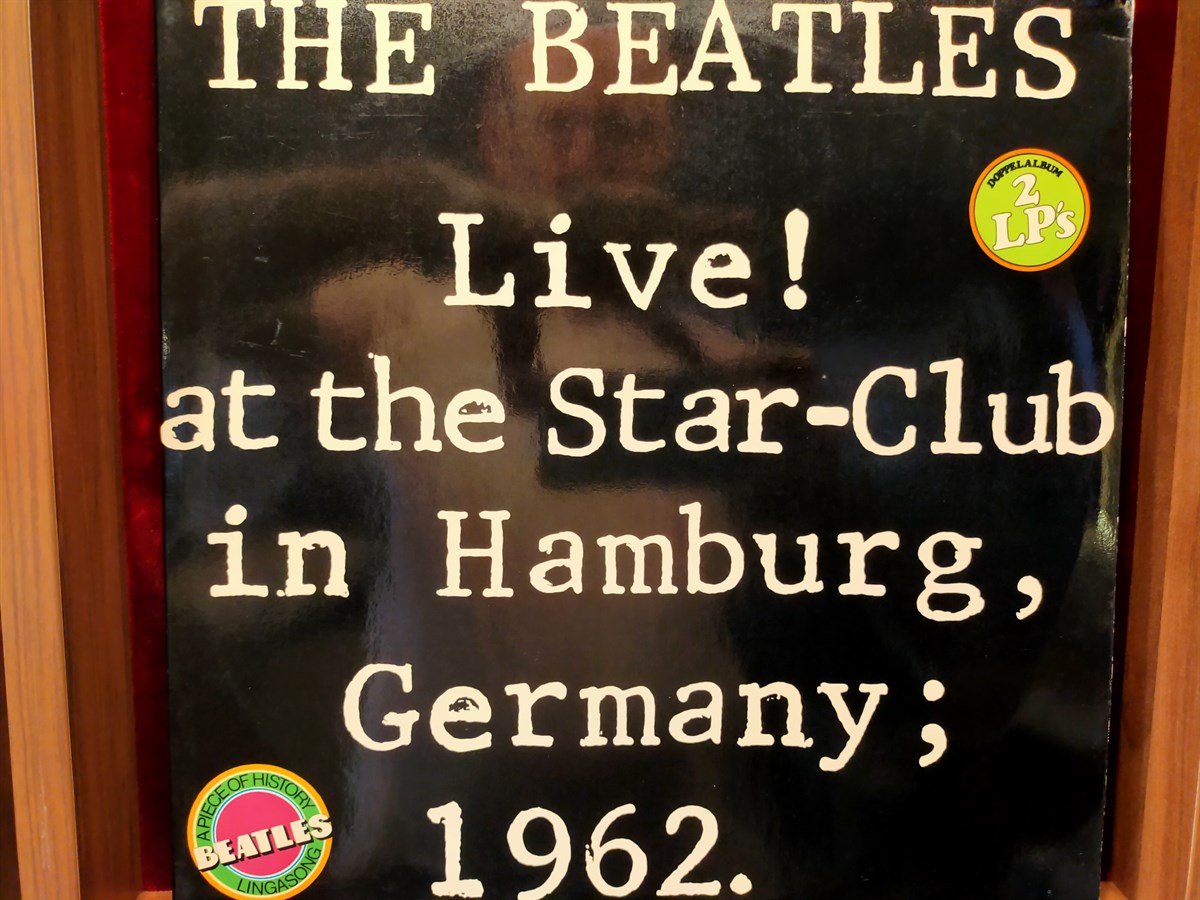 THE BEATLES
DOPPELALBUM
2
LP's
Live!
at the Star-Club
in Hamburg,
Germany;
1962.
A PIECE OF HISTORY
BEATLES
LINGASONG